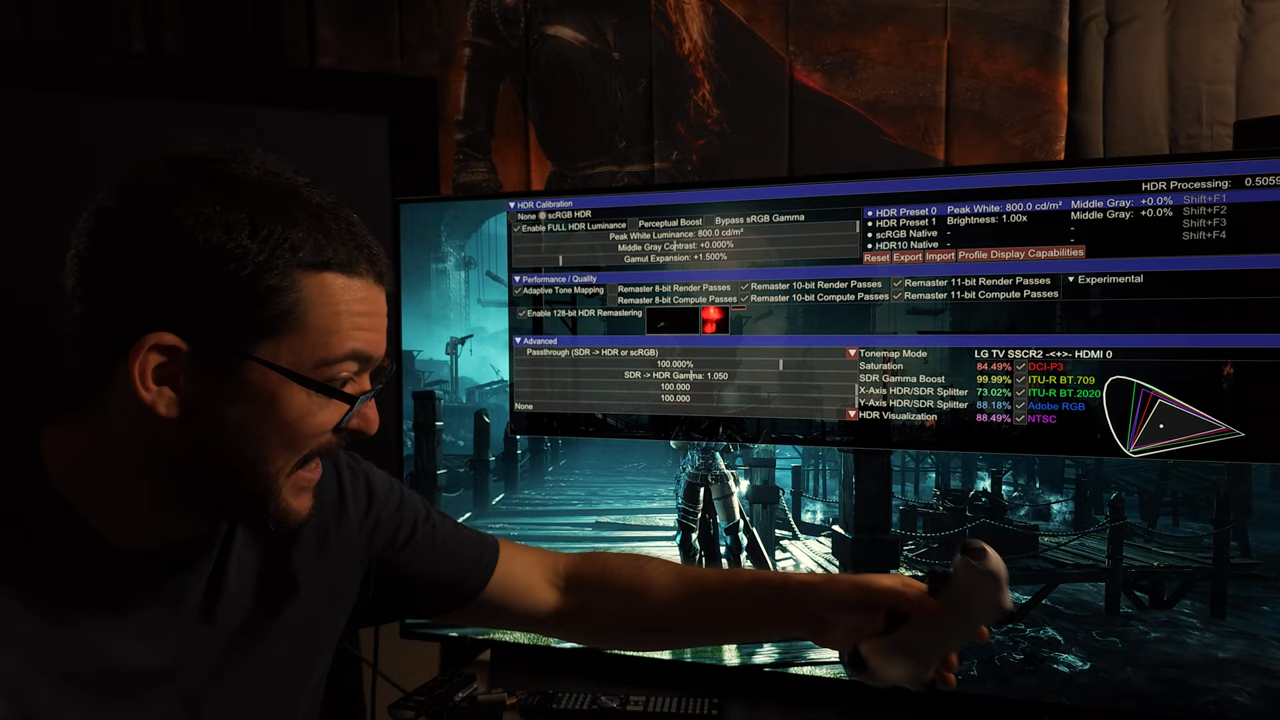 HDR Processing: 0.5059
HDR Calibration
None scRGB HDR
Enable FULL HDR Luminance Perceptual Boost Bypass sRGB Gamma
Peak White Luminance: 800.0 cd/m²
Middle Gray Contrast: +0.000%
Gamut Expansion: +1.500%
HDR Preset 0 Peak White: 800.0 cd/m² Middle Gray: +0.0% Shift+F1
HDR Preset 1 Brightness: 1.00x Middle Gray: +0.0% Shift+F2
scRGB Native - - Shift+F3
HDR10 Native - - Shift+F4
Reset Export Import Profile Display Capabilities
Performance / Quality
Adaptive Tone Mapping Remaster 8-bit Render Passes Remaster 10-bit Render Passes Remaster 11-bit Render Passes Experimental
Remaster 8-bit Compute Passes Remaster 10-bit Compute Passes Remaster 11-bit Compute Passes
Enable 128-bit HDR Remastering
Advanced
Passthrough (SDR -> HDR or scRGB) Tonemap Mode
100.000% Saturation
SDR -> HDR Gamma: 1.050 SDR Gamma Boost
100.000 X-Axis HDR/SDR Splitter
100.000 Y-Axis HDR/SDR Splitter
None HDR Visualization
LG TV SSCR2 -<+>- HDMI 0
84.49% DCI-P3
99.99% ITU-R BT.709
73.02% ITU-R BT.2020
88.18% Adobe RGB
88.49% NTSC